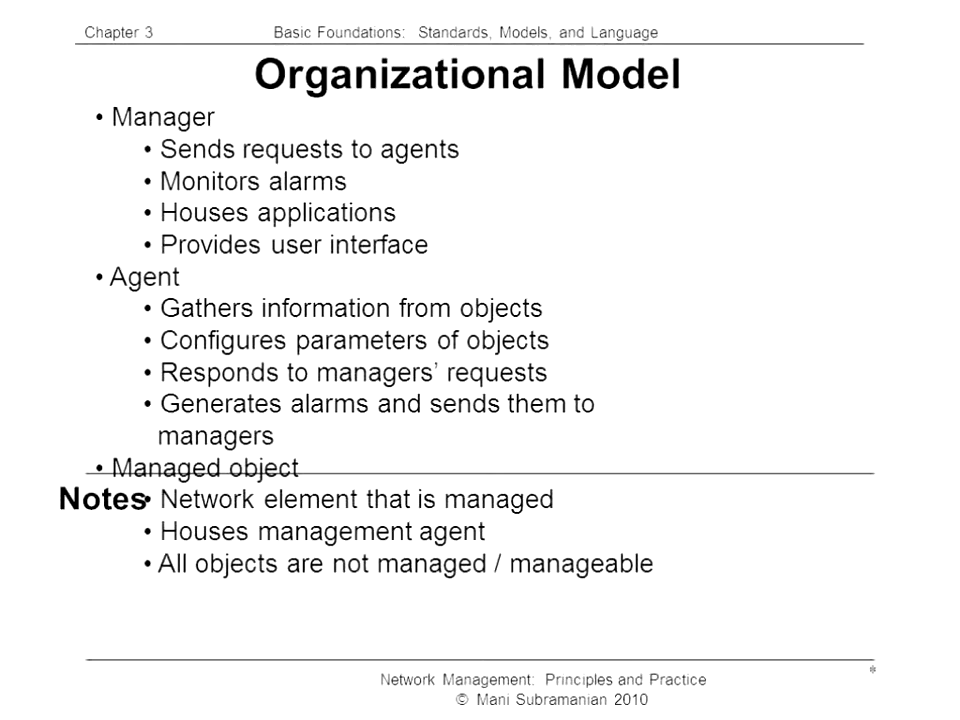 Chapter 3 Basic Foundations: Standards, Models, and Language
Organizational Model
• Manager
• Sends requests to agents
• Monitors alarms
• Houses applications
• Provides user interface
• Agent
• Gathers information from objects
• Configures parameters of objects
• Responds to managers’ requests
• Generates alarms and sends them to
managers
• Managed object
Notes
• Network element that is managed
• Houses management agent
• All objects are not managed / manageable
*
Network Management: Principles and Practice
© Mani Subramanian 2010